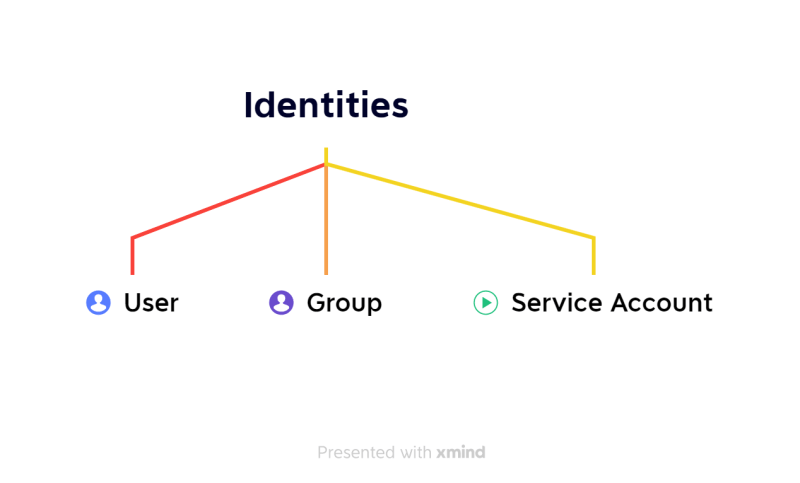 Identities
User
Group
Service Account
Presented with xmind